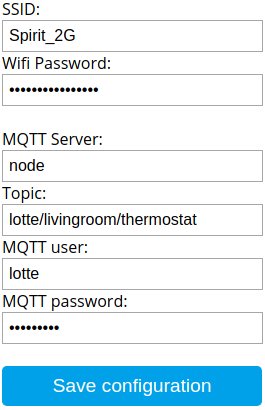 SSID:
Spirit_2G
Wifi Password:
••••••••••••••••
MQTT Server:
node
Topic:
lotte/livingroom/thermostat
MQTT user:
lotte
MQTT password:
•••••••••
Save configuration